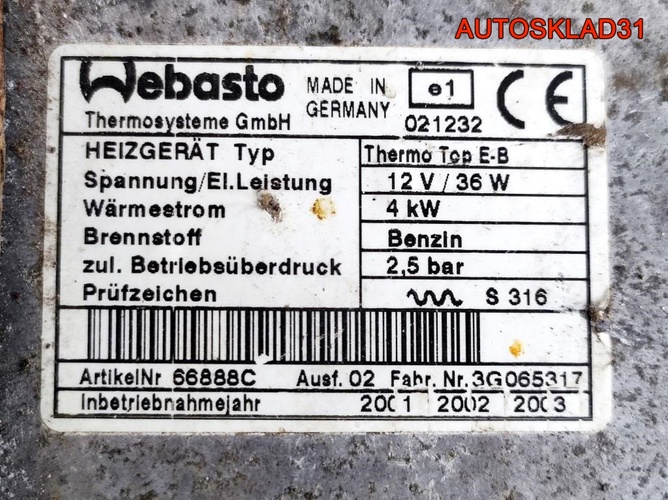 AUTOSKLAD31
Webasto
Thermosysteme GmbH
MADE IN
GERMANY
e1
021232
CE
HEIZGERÄT Typ Thermo Top E-B
Spannung/El.Leistung 12 V / 36 W
Wärmestrom 4 kW
Brennstoff Benzin
zul. Betriebsüberdruck 2,5 bar
Prüfzeichen S 316
ArtikelNr 66888C Ausf. 02 Fahr. Nr. 3G065317
Inbetriebnahmejahr 2001 2002 2003